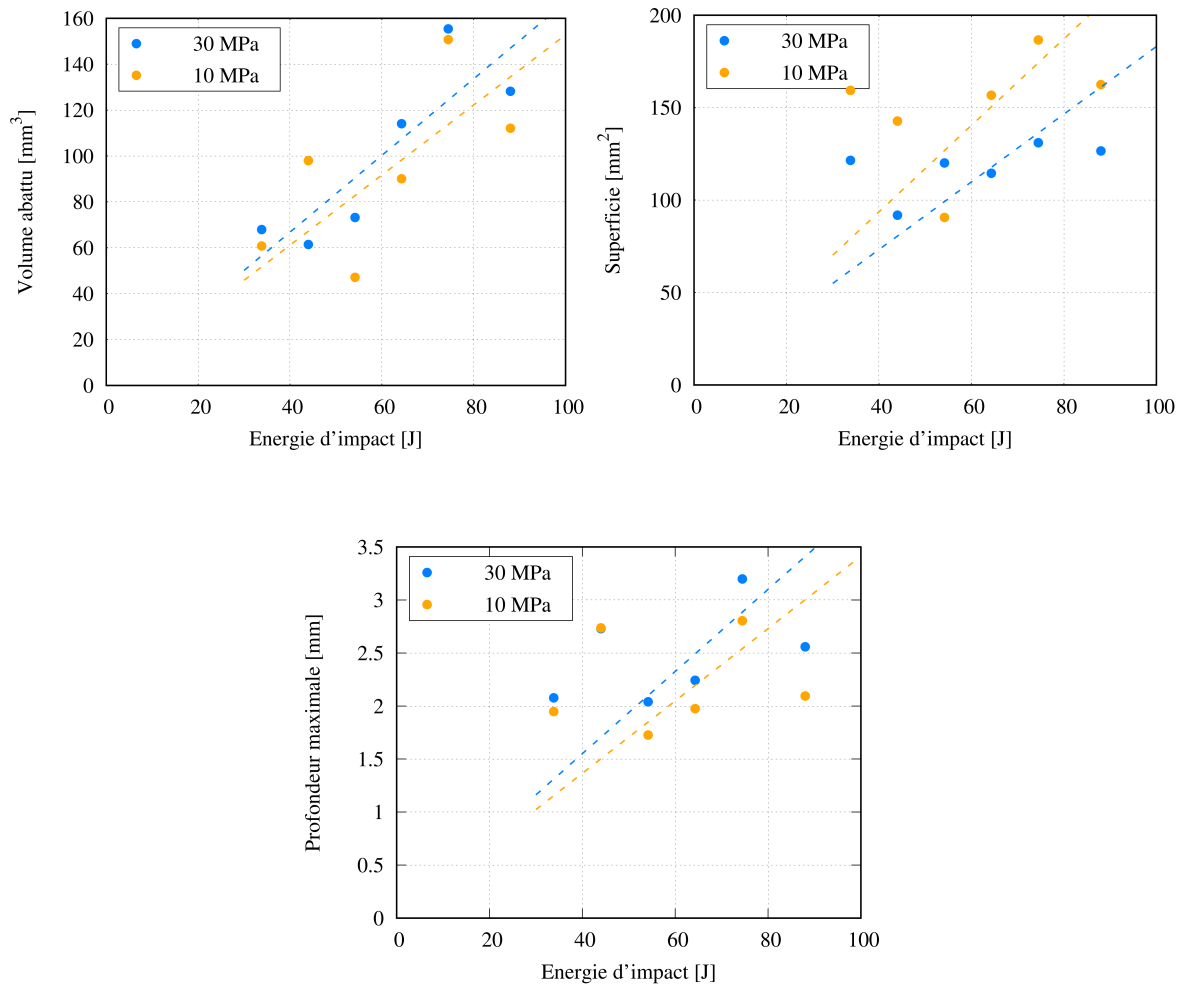 160
140
120
100
80
60
40
20
0
Volume abattu [mm³]
30 MPa
10 MPa
0 20 40 60 80 100
Energie d’impact [J]
200
150
100
50
0
Superficie [mm²]
30 MPa
10 MPa
0 20 40 60 80 100
Energie d’impact [J]
3.5
3
2.5
2
1.5
1
0.5
0
Profondeur maximale [mm]
30 MPa
10 MPa
0 20 40 60 80 100
Energie d’impact [J]